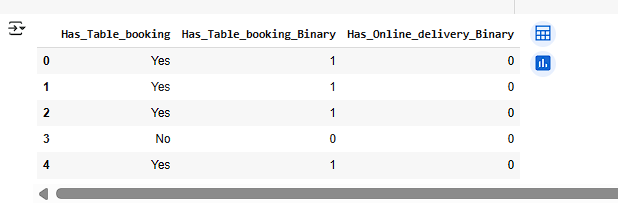 Has_Table_booking Has_Table_booking_Binary Has_Online_delivery_Binary
0 Yes 1 0
1 Yes 1 0
2 Yes 1 0
3 No 0 0
4 Yes 1 0